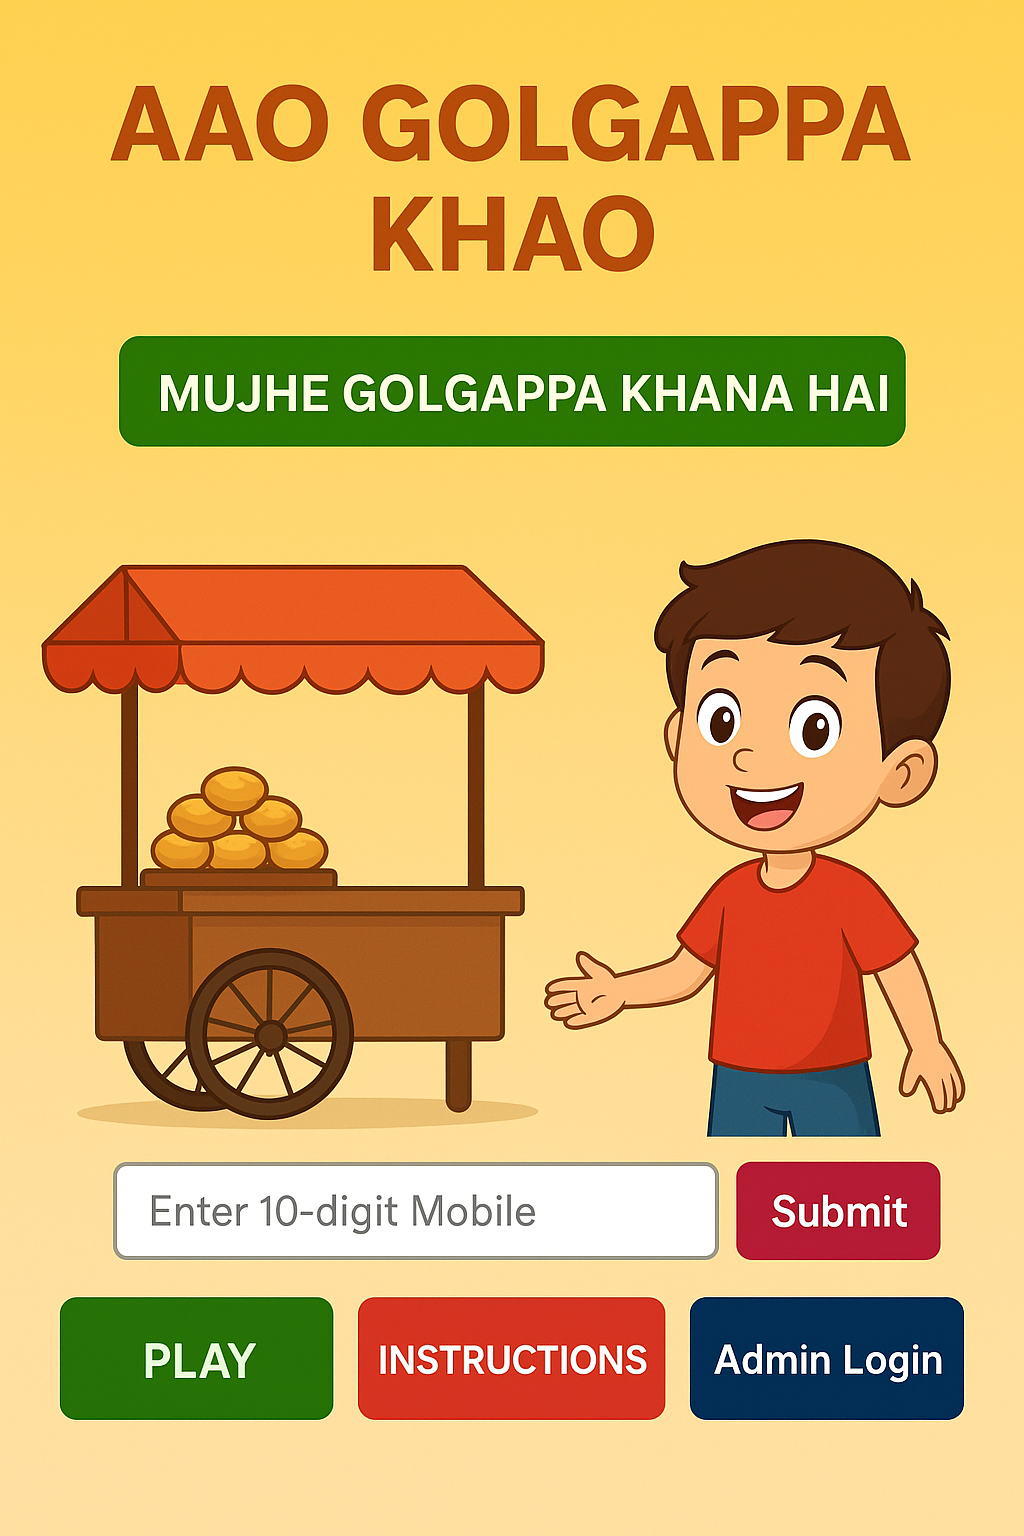 AAO GOLGAPPA
KHAO
MUJHE GOLGAPPA KHANA HAI
Enter 10-digit Mobile
Submit
PLAY
INSTRUCTIONS
Admin Login